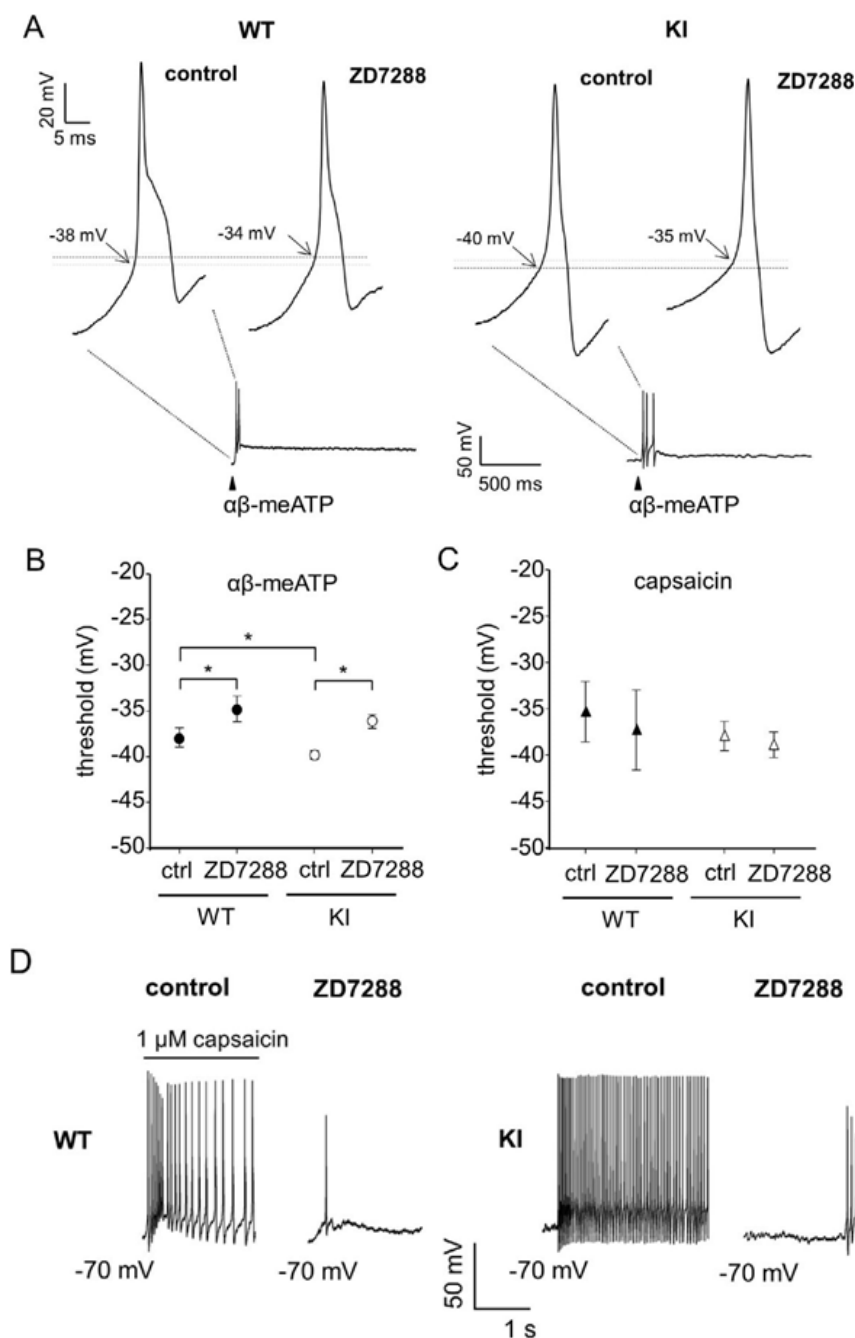 A
WT
KI
control
ZD7288
control
ZD7288
20 mV
5 ms
-38 mV
-34 mV
-40 mV
-35 mV
50 mV
500 ms
αβ-meATP
αβ-meATP
B
αβ-meATP
threshold (mV)
-20
-25
-30
-35
-40
-45
-50
*
*
*
ctrl ZD7288 ctrl ZD7288
WT KI
C
capsaicin
threshold (mV)
-20
-25
-30
-35
-40
-45
-50
ctrl ZD7288 ctrl ZD7288
WT KI
D
control
ZD7288
control
ZD7288
1 µM capsaicin
WT
KI
-70 mV
-70 mV
-70 mV
-70 mV
50 mV
1 s